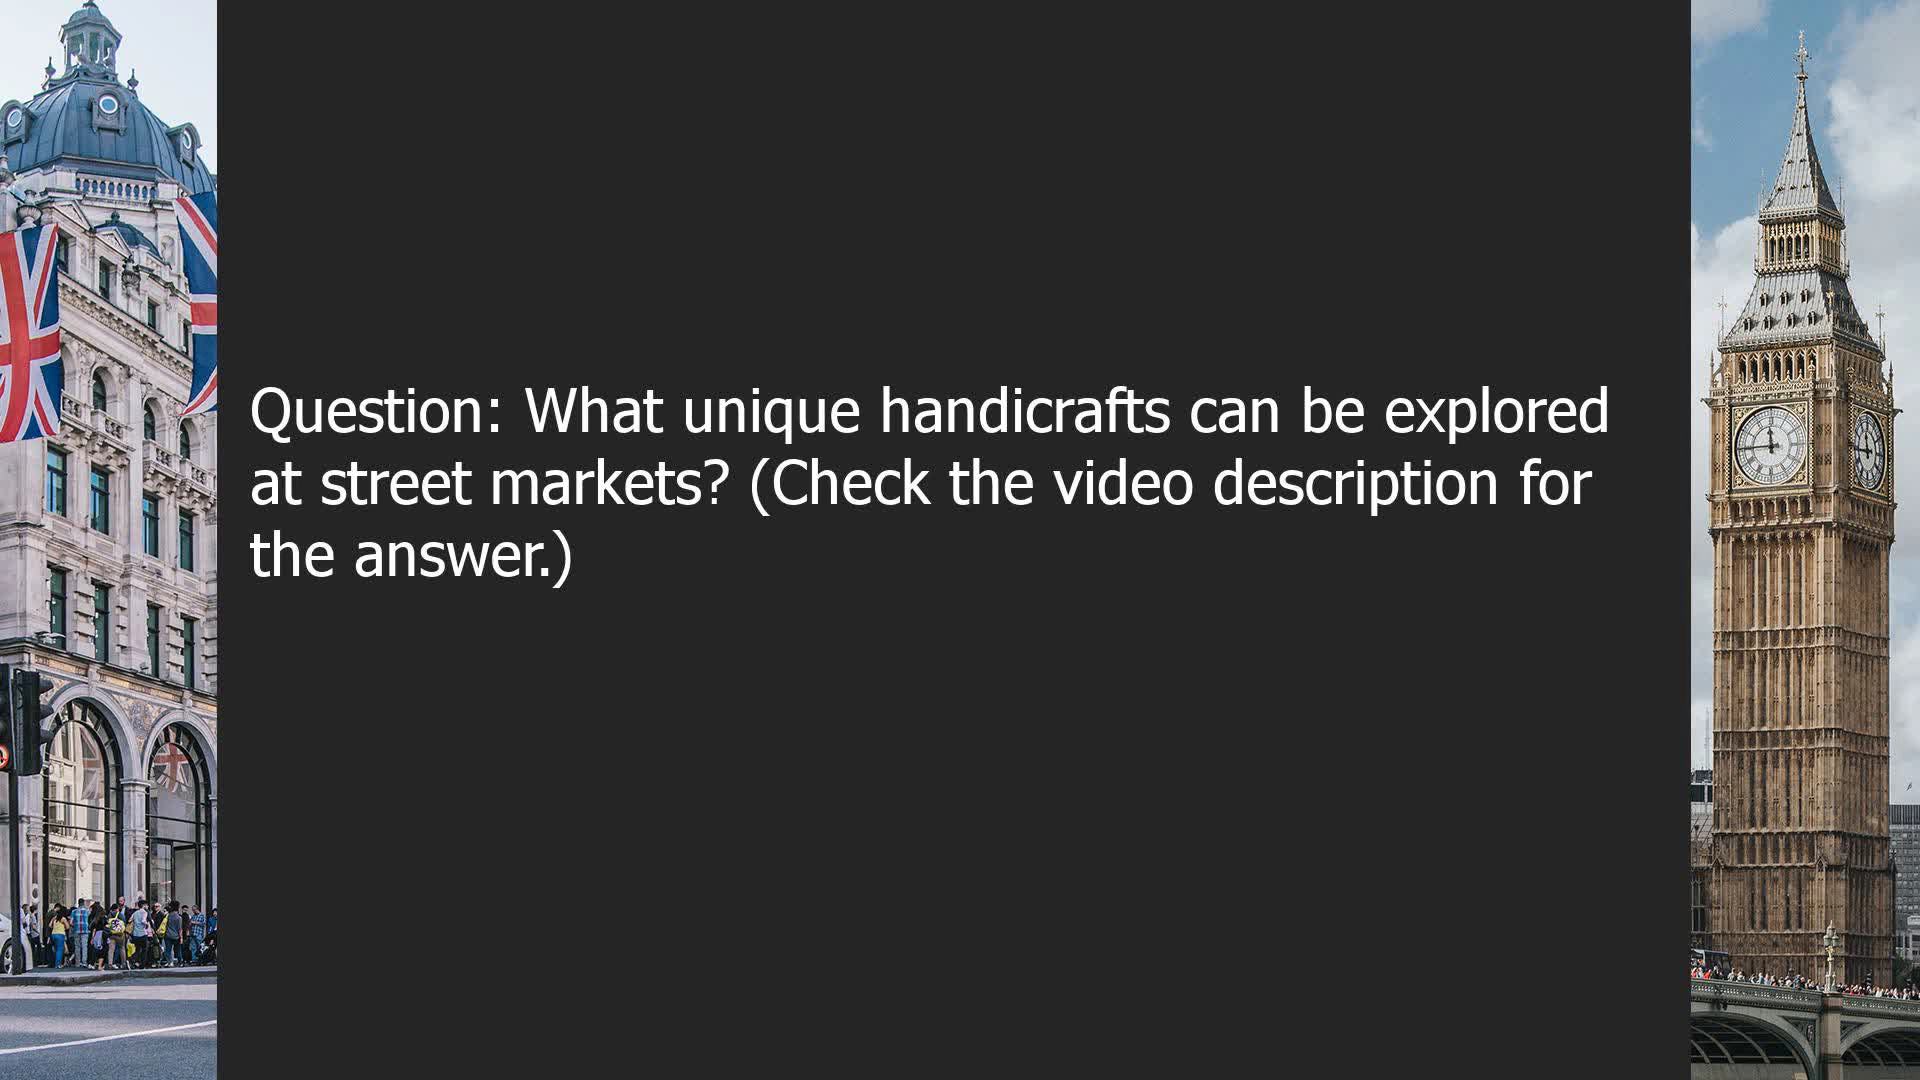 Question: What unique handicrafts can be explored
at street markets? (Check the video description for
the answer.)